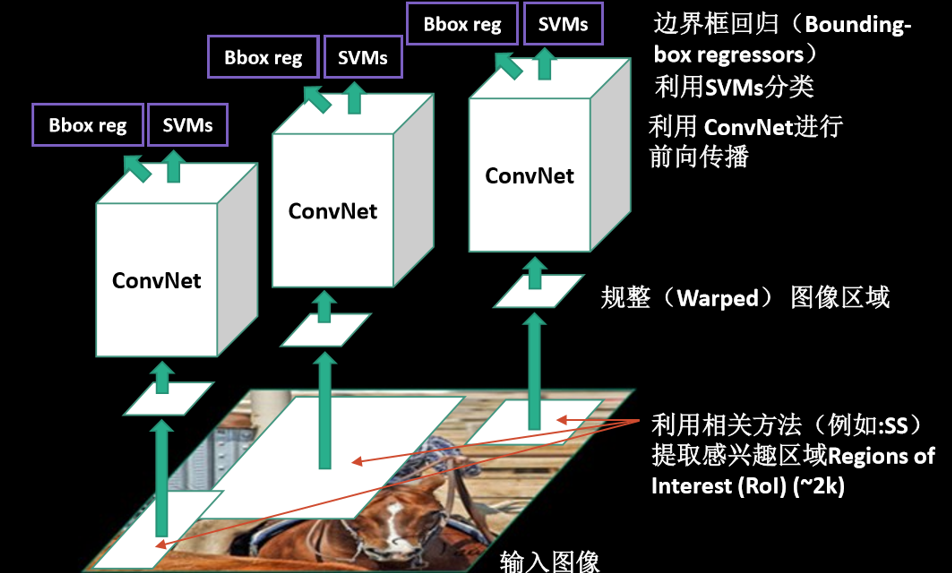 Bbox reg
SVMs
边界框回归（Bounding-
box regressors）
利用SVMs分类
Bbox reg
SVMs
Bbox reg
SVMs
利用 ConvNet进行
前向传播
ConvNet
ConvNet
ConvNet
规整（Warped） 图像区域
利用相关方法（例如:SS）
提取感兴趣区域Regions of
Interest (RoI) (~2k)
输入图像